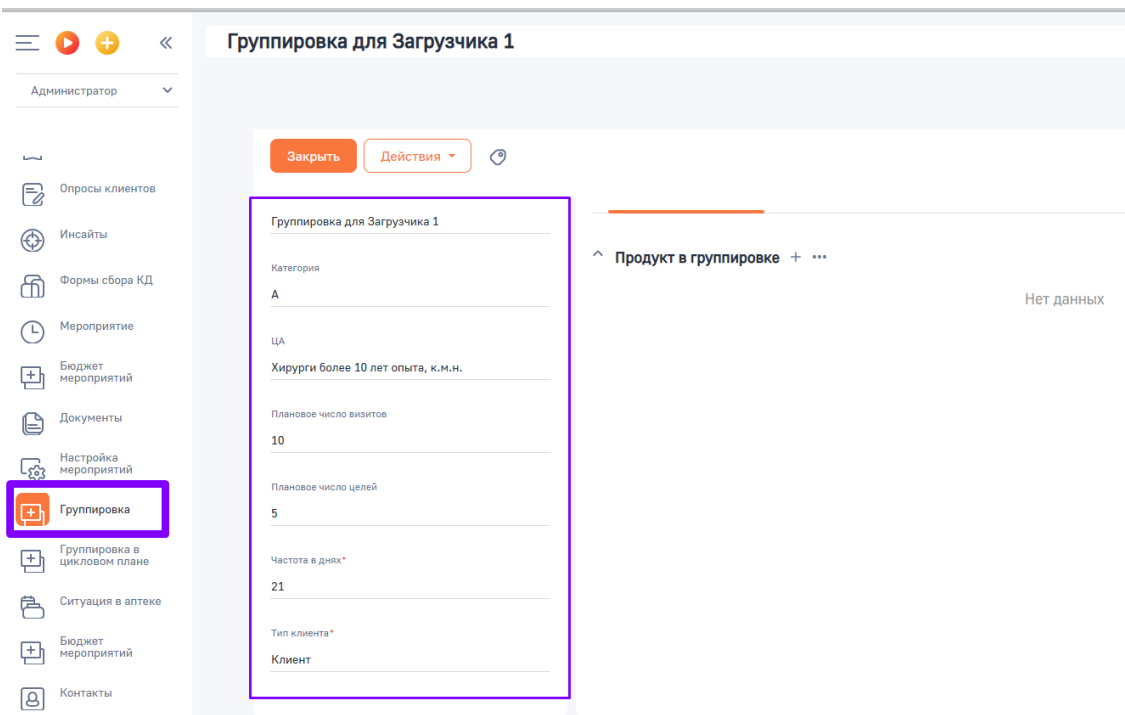 Группировка для Загрузчика 1
Администратор
Опросы клиентов
Инсайты
Формы сбора КД
Мероприятие
Бюджет
мероприятий
Документы
Настройка
мероприятий
Группировка
Группировка в
цикловом плане
Ситуация в аптеке
Бюджет
мероприятий
Контакты
Закрыть
Действия
Группировка для Загрузчика 1
Категория
А
ЦА
Хирурги более 10 лет опыта, к.м.н.
Плановое число визитов
10
Плановое число целей
5
Частота в днях*
21
Тип клиента*
Клиент
Продукт в группировке
Нет данных